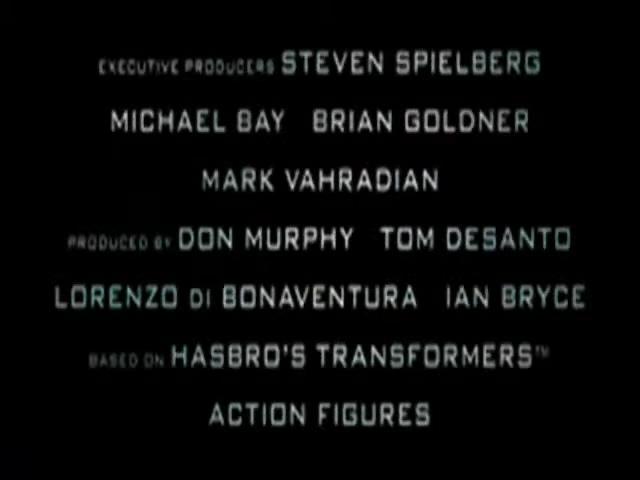 EXECUTIVE PRODUCERS STEVEN SPIELBERG
MICHAEL BAY BRIAN GOLDNER
MARK VAHRADIAN
PRODUCED BY DON MURPHY TOM DESANTO
LORENZO DI BONAVENTURA IAN BRYCE
BASED ON HASBRO'S TRANSFORMERS™
ACTION FIGURES